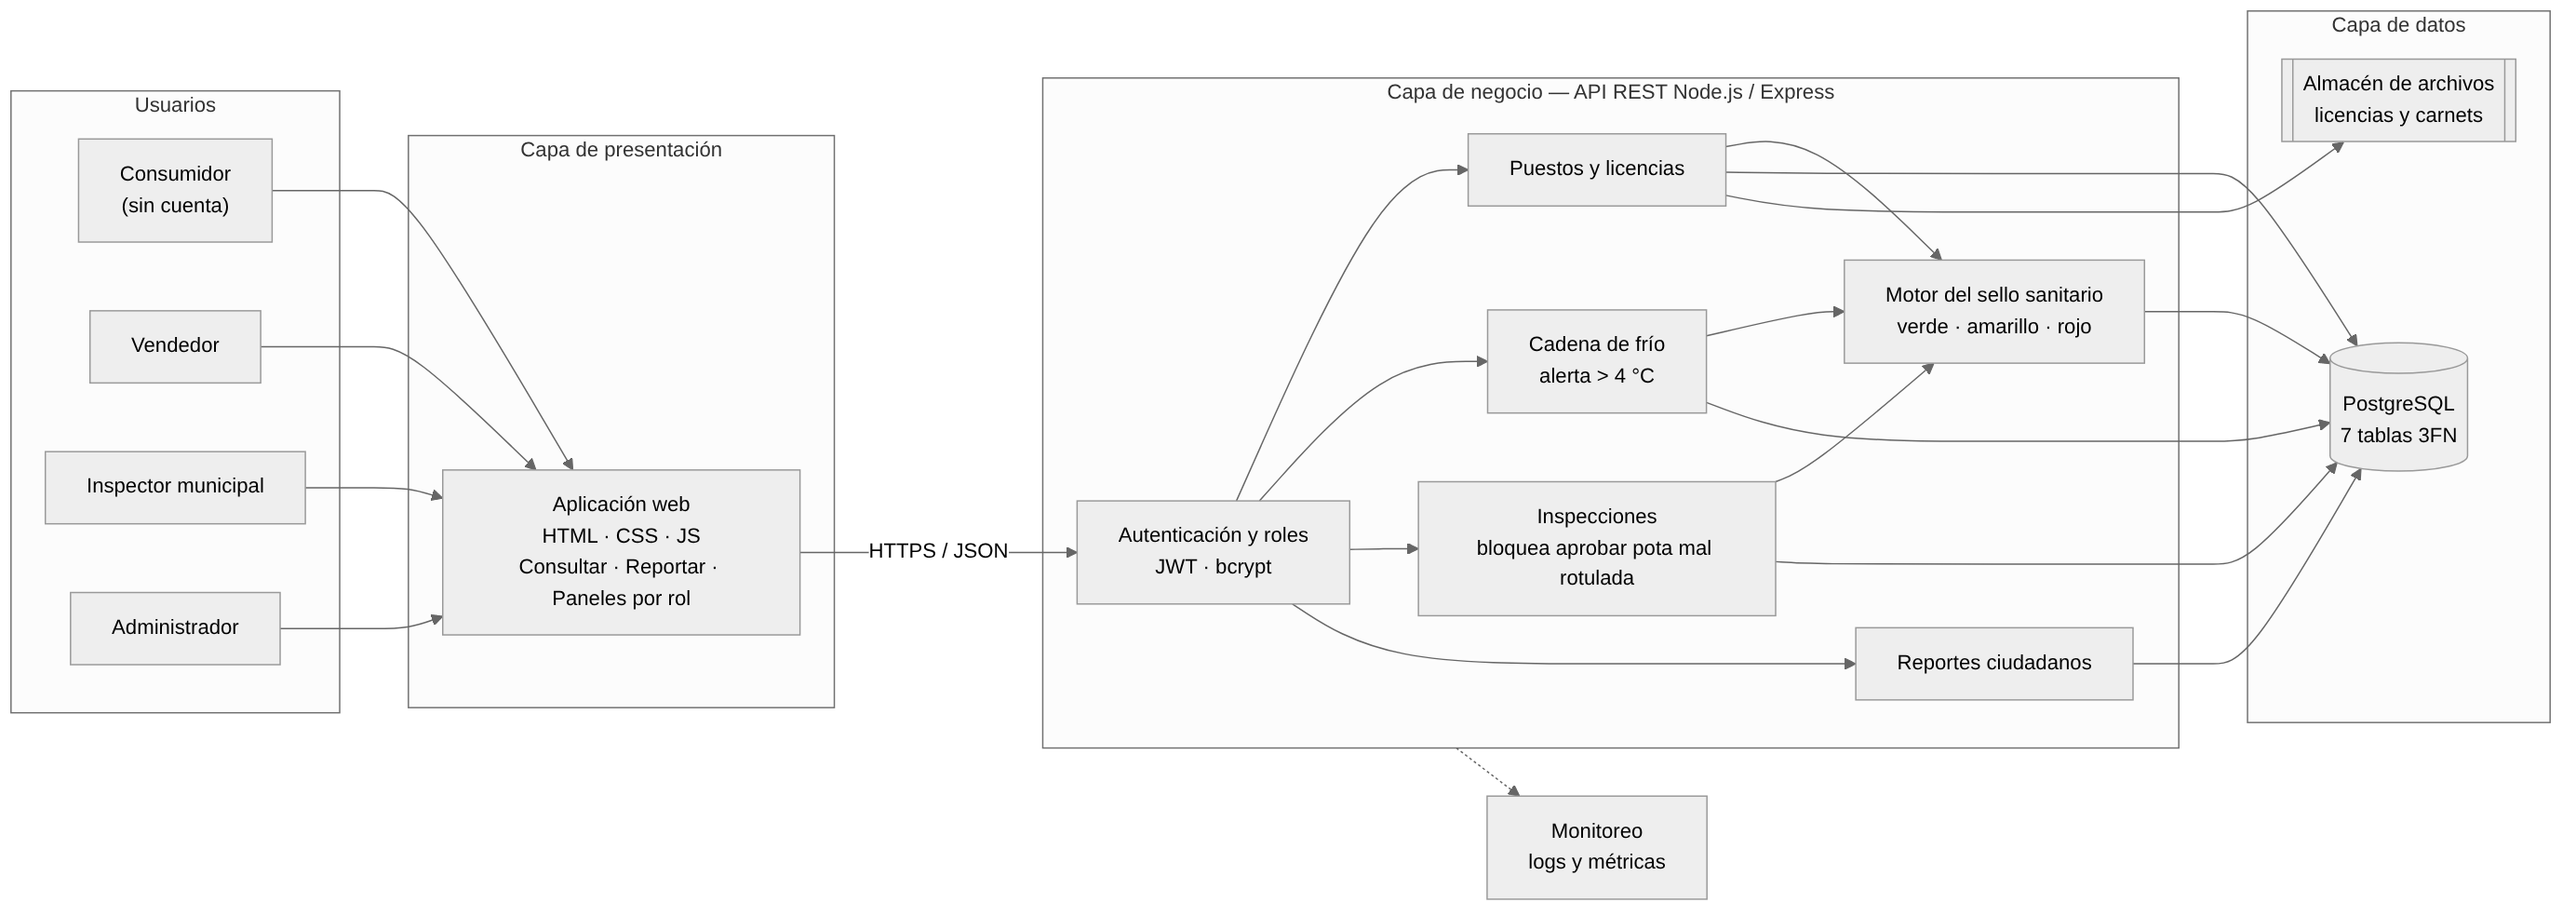 Usuarios
Consumidor
(sin cuenta)
Vendedor
Inspector municipal
Administrador
Capa de presentación
Aplicación web
HTML · CSS · JS
Consultar · Reportar ·
Paneles por rol
HTTPS / JSON
Capa de negocio — API REST Node.js / Express
Autenticación y roles
JWT · bcrypt
Puestos y licencias
Cadena de frío
alerta > 4 °C
Inspecciones
bloquea aprobar pota mal
rotulada
Motor del sello sanitario
verde · amarillo · rojo
Reportes ciudadanos
Capa de datos
Almacén de archivos
licencias y carnets
PostgreSQL
7 tablas 3FN
Monitoreo
logs y métricas